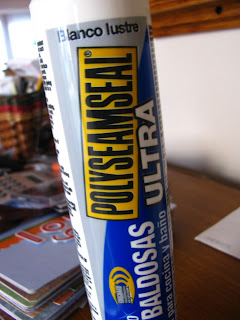 Blanco lustre
POLYSEAMSEAL®
ULTRA
BALDOSAS
para cocina y baño